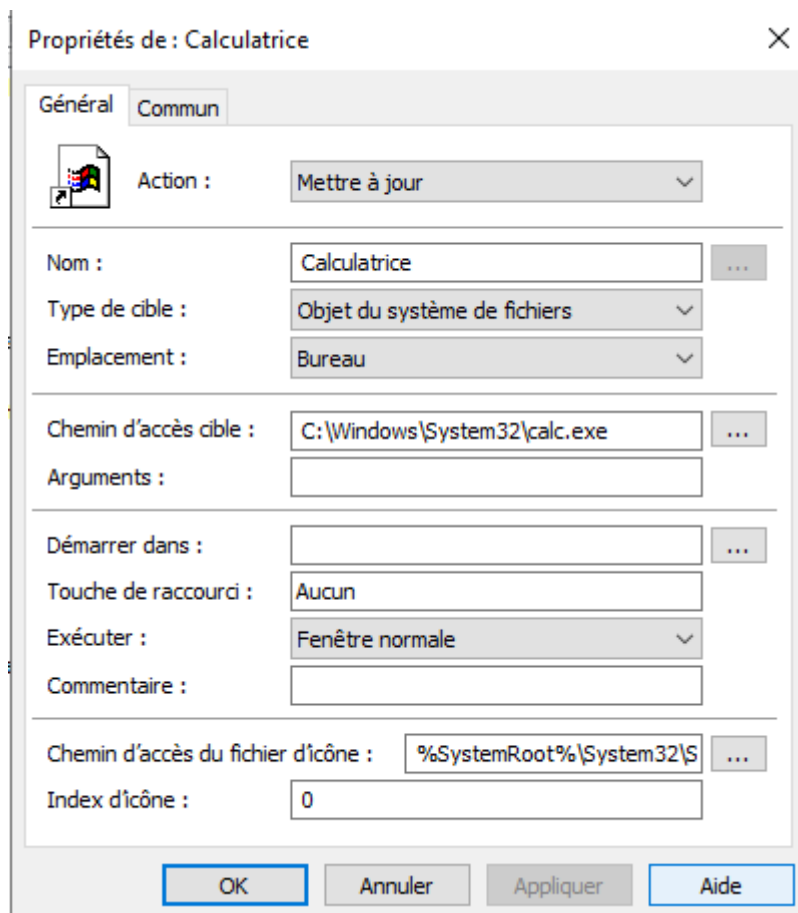 Propriétés de : Calculatrice
Général Commun
Action : Mettre à jour
Nom : Calculatrice ...
Type de cible : Objet du système de fichiers
Emplacement : Bureau
Chemin d’accès cible : C:\Windows\System32\calc.exe ...
Arguments :
Démarrer dans : ...
Touche de raccourci : Aucun
Exécuter : Fenêtre normale
Commentaire :
Chemin d’accès du fichier d’icône : %SystemRoot%\System32\S ...
Index d’icône : 0
OK Annuler Appliquer Aide